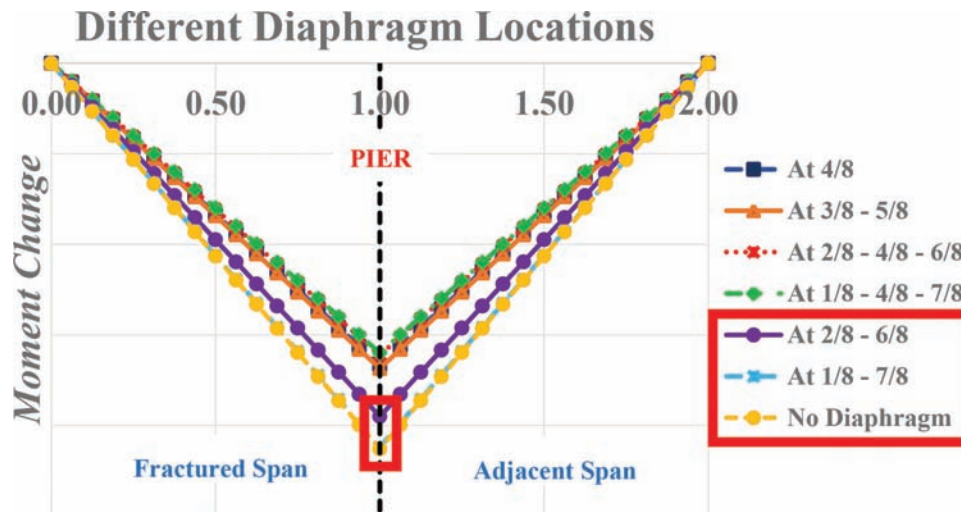 Different Diaphragm Locations
0.00
0.50
1.00
1.50
2.00
PIER
Moment Change
At 4/8
At 3/8 - 5/8
At 2/8 - 4/8 - 6/8
At 1/8 - 4/8 - 7/8
At 2/8 - 6/8
At 1/8 - 7/8
No Diaphragm
Fractured Span
Adjacent Span